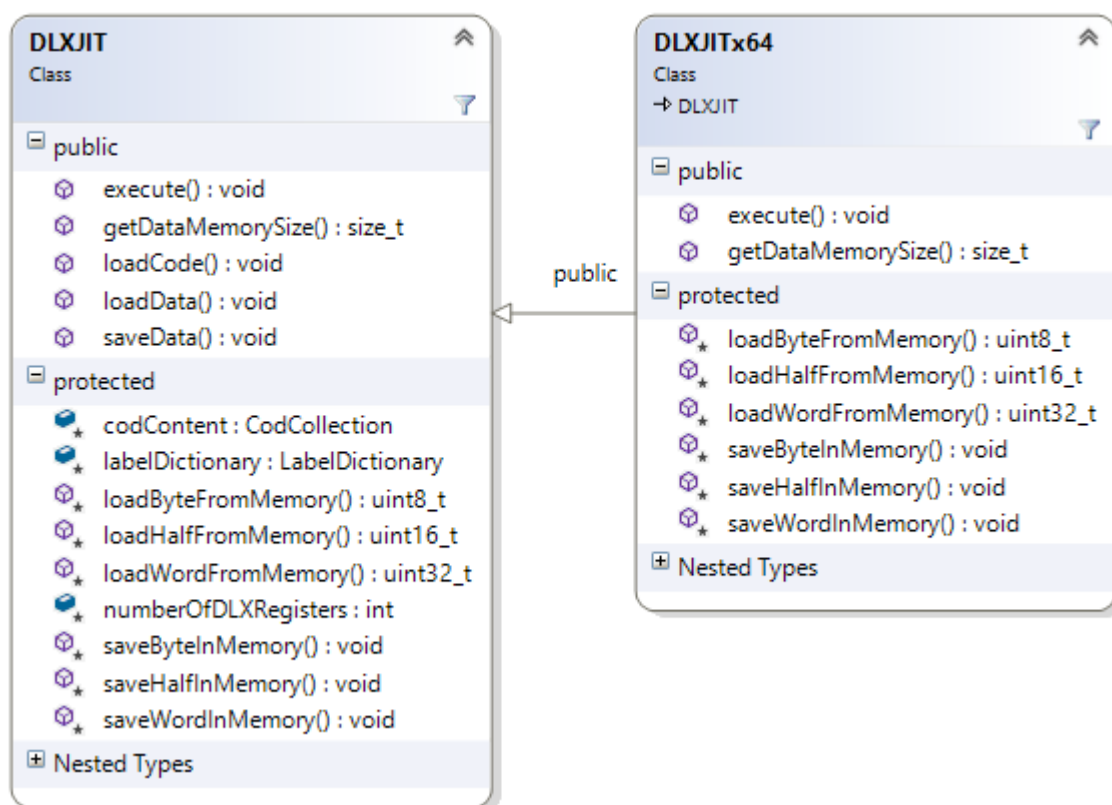 DLXJIT
Class
public
execute() : void
getDataMemorySize() : size_t
loadCode() : void
loadData() : void
saveData() : void
protected
codContent : CodCollection
labelDictionary : LabelDictionary
loadByteFromMemory() : uint8_t
loadHalfFromMemory() : uint16_t
loadWordFromMemory() : uint32_t
numberOfDLXRegisters : int
saveByteInMemory() : void
saveHalfInMemory() : void
saveWordInMemory() : void
Nested Types
public
DLXJITx64
Class
DLXJIT
public
execute() : void
getDataMemorySize() : size_t
protected
loadByteFromMemory() : uint8_t
loadHalfFromMemory() : uint16_t
loadWordFromMemory() : uint32_t
saveByteInMemory() : void
saveHalfInMemory() : void
saveWordInMemory() : void
Nested Types